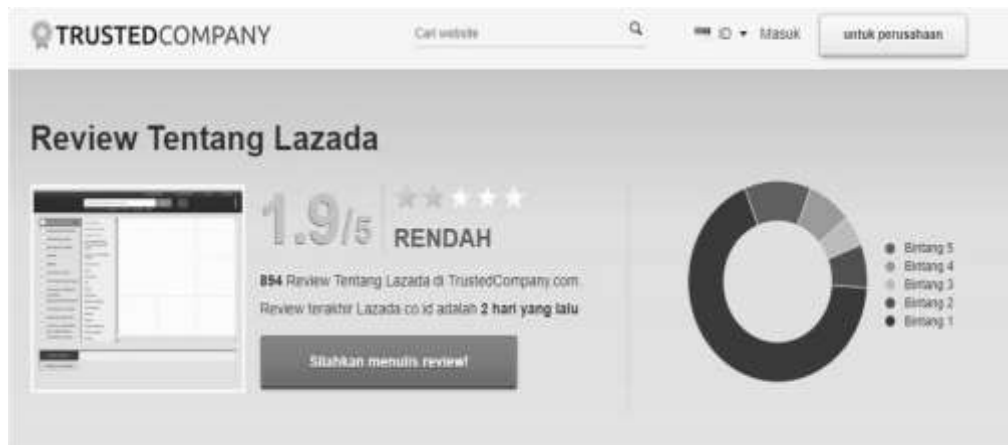 TRUSTEDCOMPANY
Cari website
ID
Masuk
untuk perusahaan
Review Tentang Lazada
1.9/5
RENDAH
894 Review Tentang Lazada di TrustedCompany.com
Review terakhir Lazada.co.id adalah 2 hari yang lalu
Silahkan menulis review!
Bintang 5
Bintang 4
Bintang 3
Bintang 2
Bintang 1